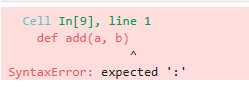 Cell In[9], line 1
def add(a, b)
^
SyntaxError: expected ':'